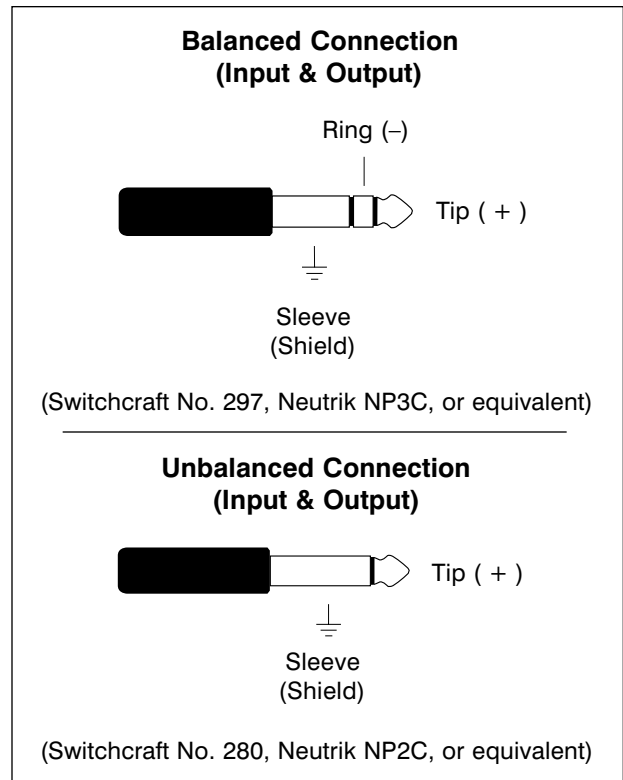 Balanced Connection
(Input & Output)
Ring (–)
Tip ( + )
Sleeve
(Shield)
(Switchcraft No. 297, Neutrik NP3C, or equivalent)
Unbalanced Connection
(Input & Output)
Tip ( + )
Sleeve
(Shield)
(Switchcraft No. 280, Neutrik NP2C, or equivalent)